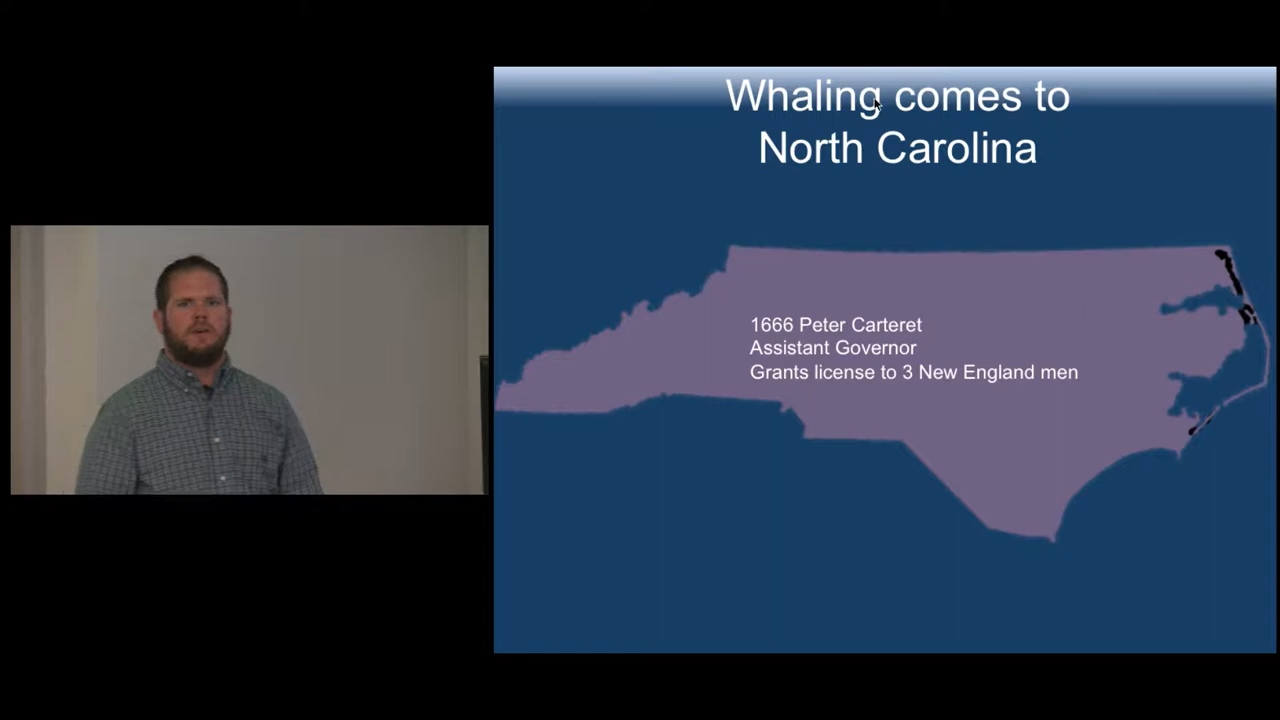 Whaling comes to
North Carolina
1666 Peter Carteret
Assistant Governor
Grants license to 3 New England men